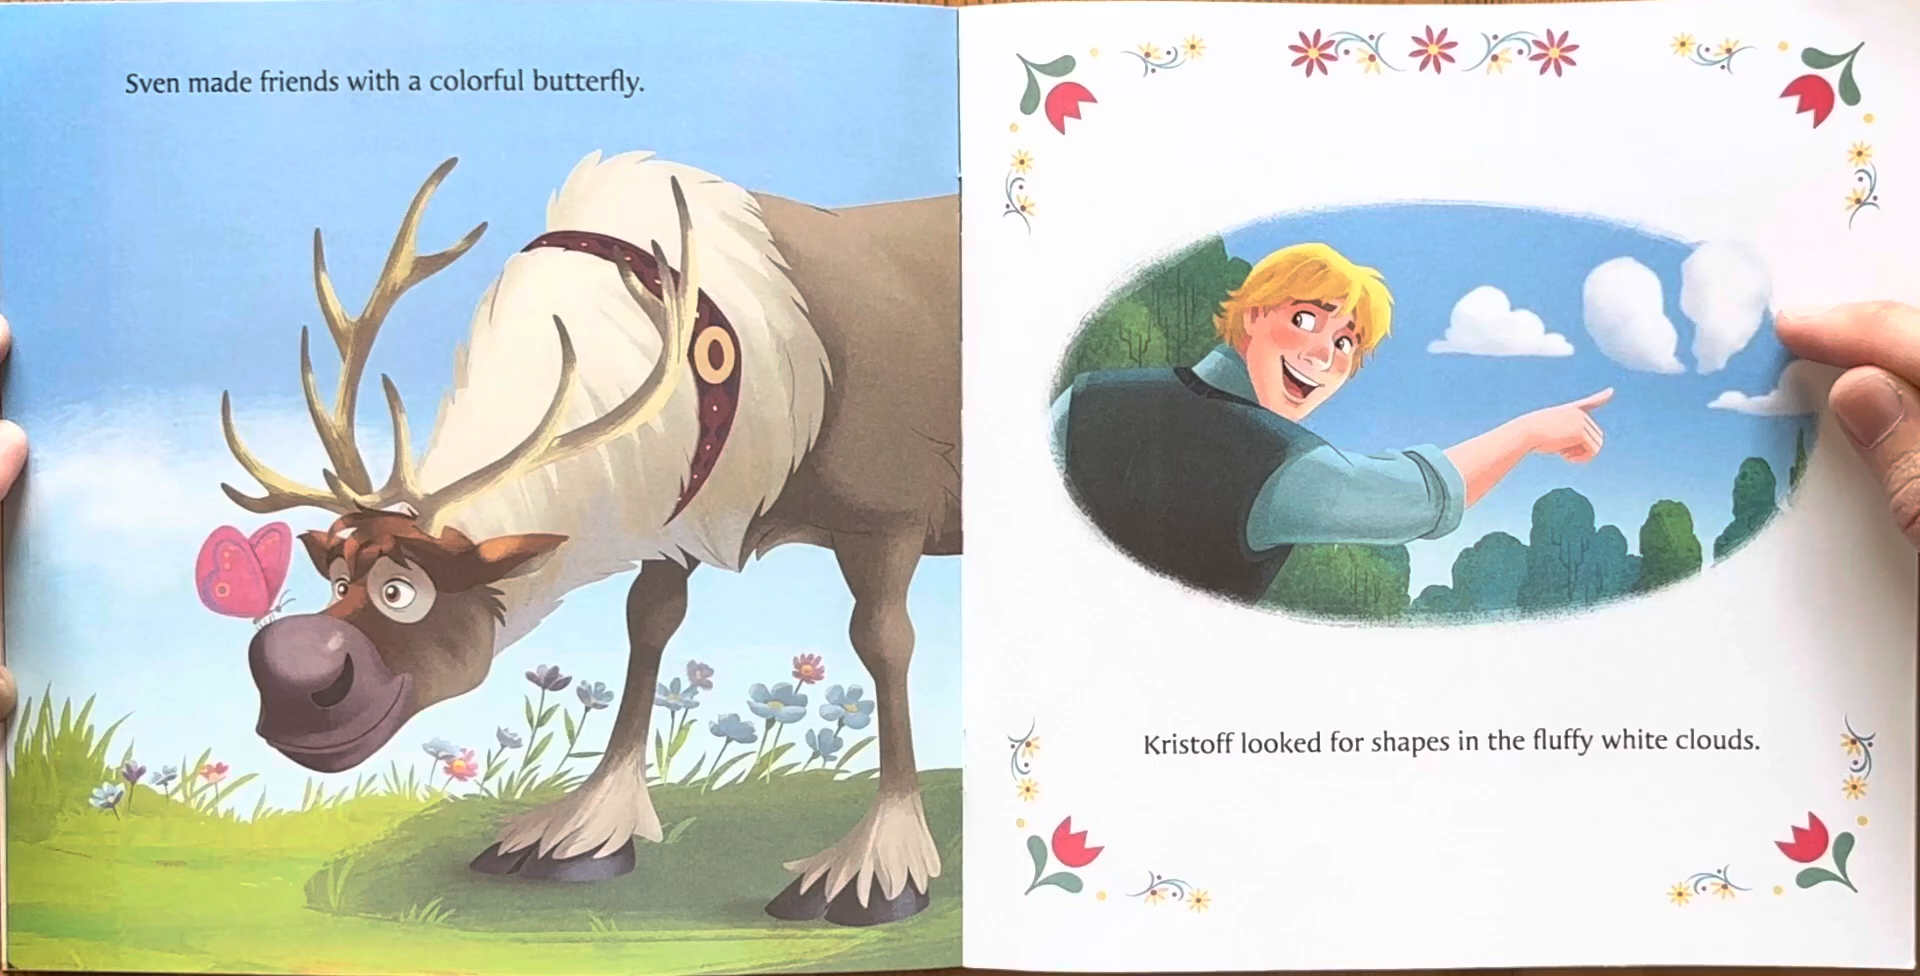 Sven made friends with a colorful butterfly.
Kristoff looked for shapes in the fluffy white clouds.